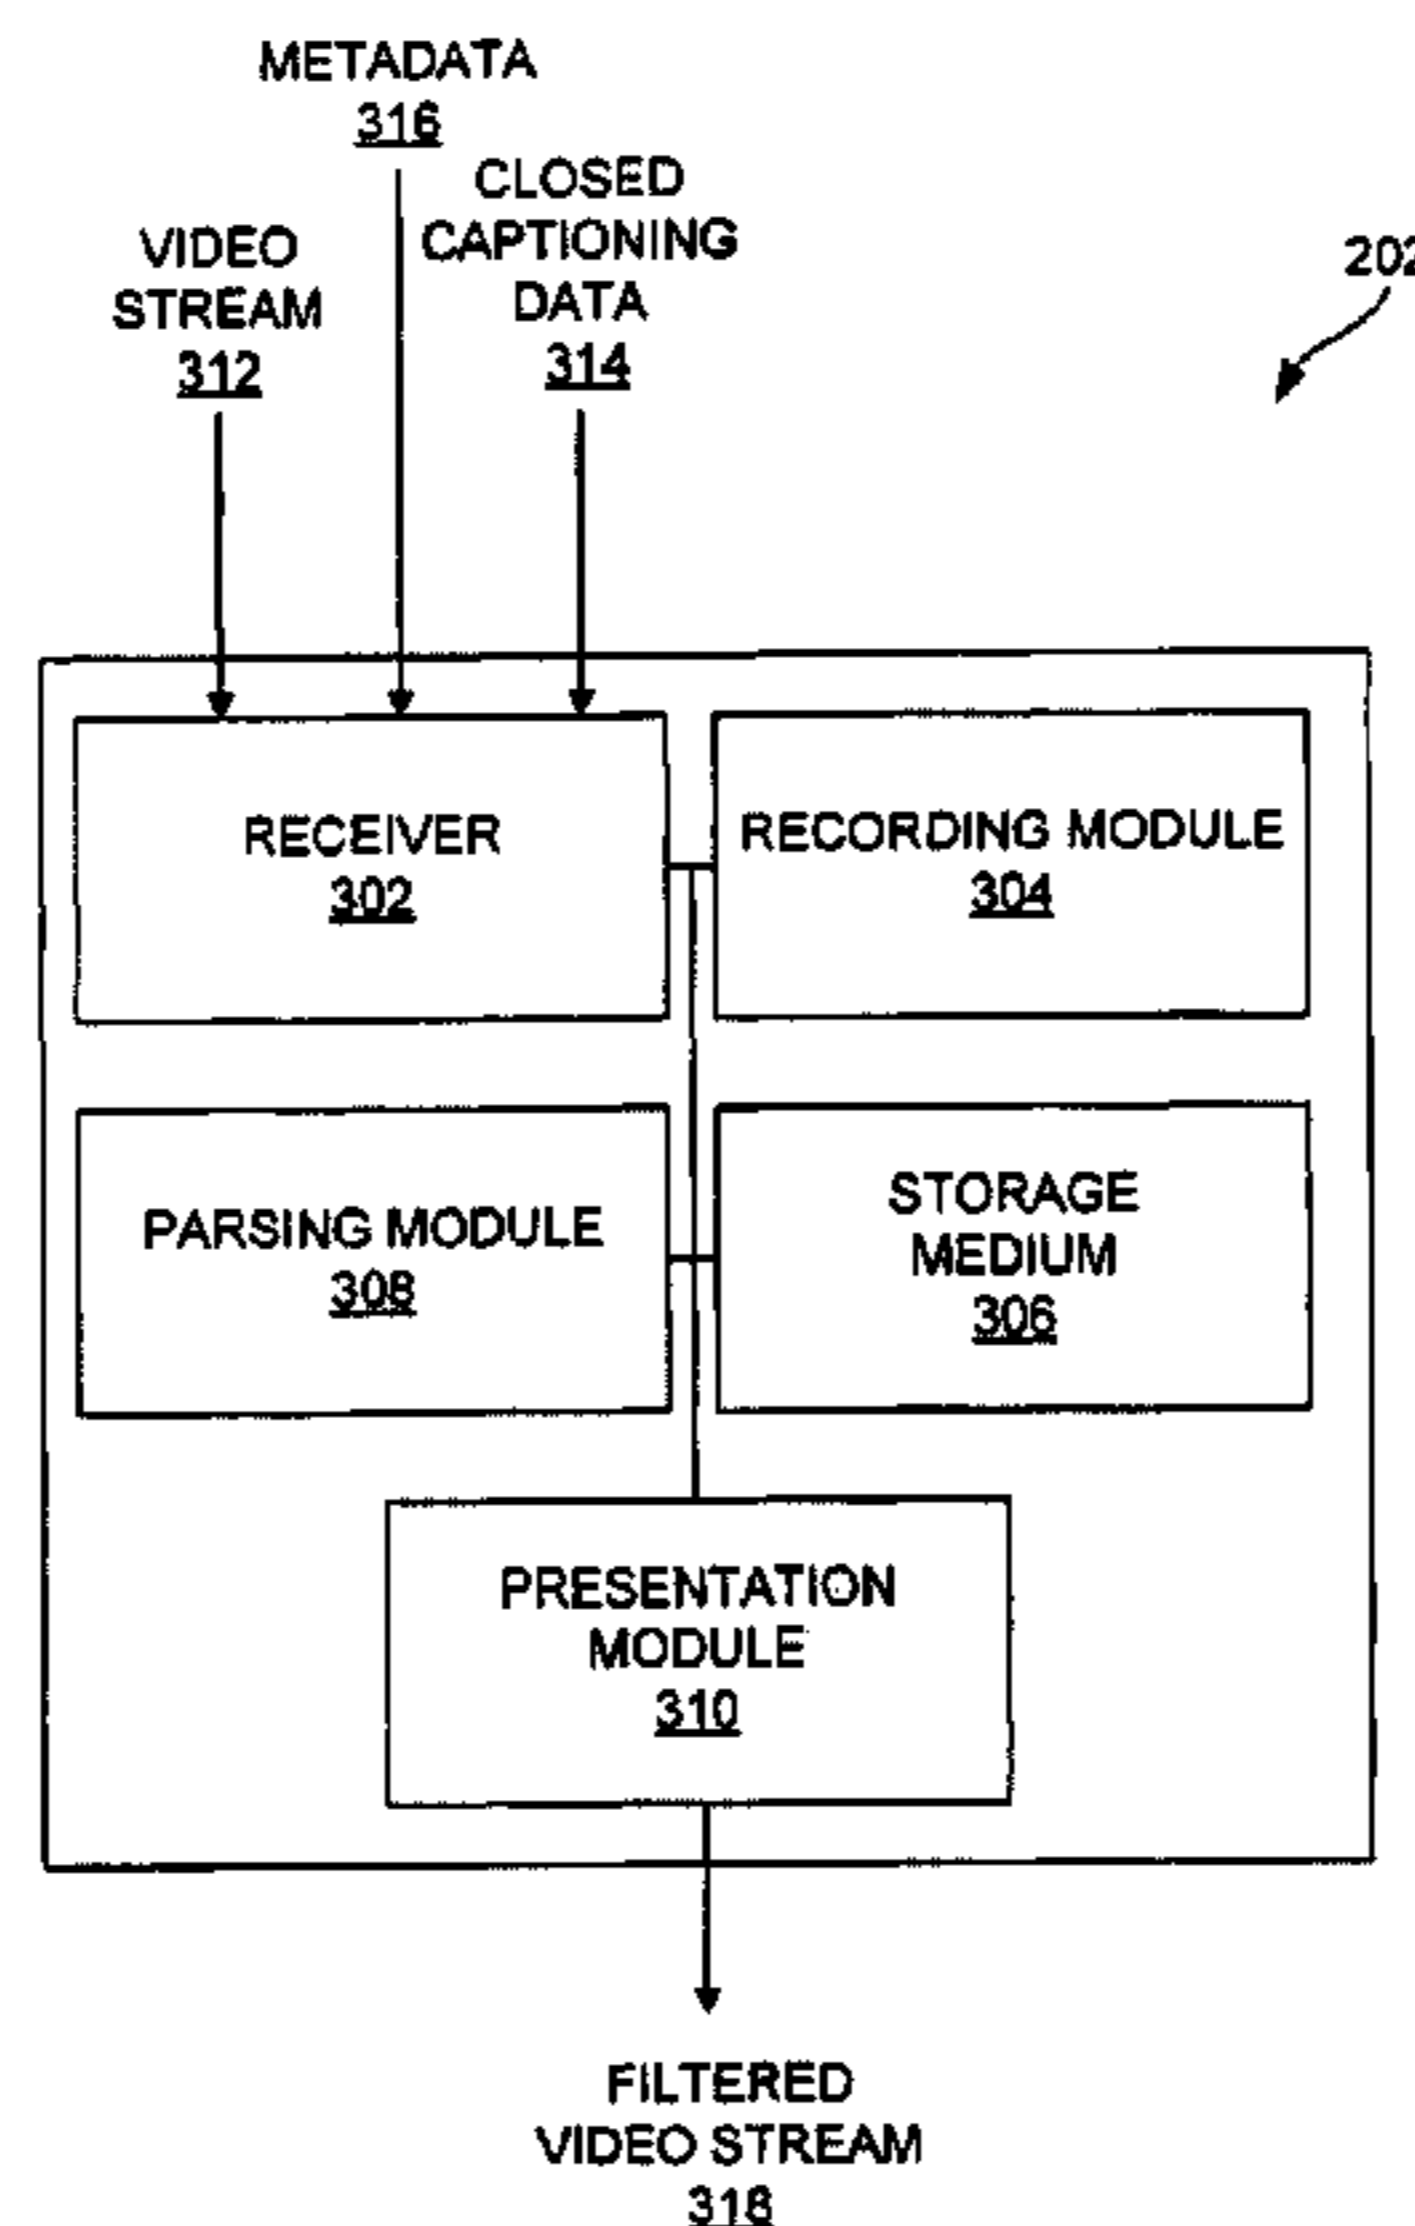 METADATA
316
CLOSED
CAPTIONING
DATA
314
VIDEO
STREAM
312
202
RECEIVER
302
RECORDING MODULE
304
PARSING MODULE
308
STORAGE
MEDIUM
306
PRESENTATION
MODULE
310
FILTERED
VIDEO STREAM
318